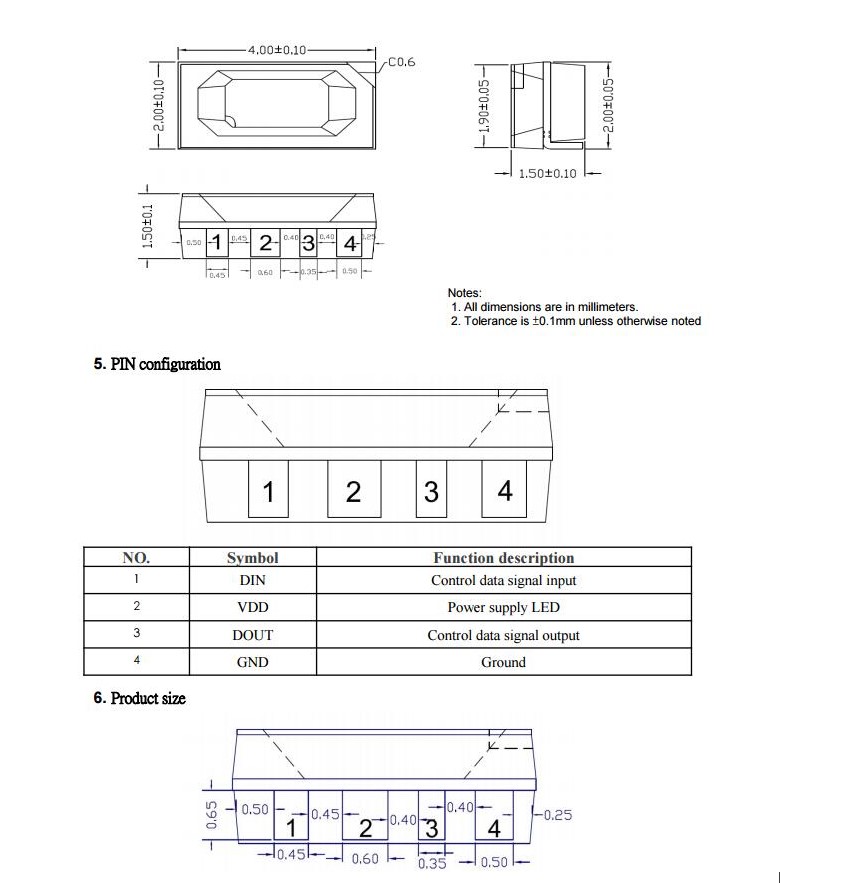 4.00±0.10
C0.6
2.00±0.10
1.90±0.05
2.00±0.05
1.50±0.10
1.50±0.1
0.50 1 0.45 2 0.40 3 0.40 4 0.25
0.45 0.60 0.35 0.50
Notes:
1. All dimensions are in millimeters.
2. Tolerance is ±0.1mm unless otherwise noted
5. PIN configuration
1 2 3 4
NO. Symbol Function description
1 DIN Control data signal input
2 VDD Power supply LED
3 DOUT Control data signal output
4 GND Ground
6. Product size
0.65 0.50 1 0.45 2 0.40 3 0.40 4 0.25
0.45 0.60 0.35 0.50